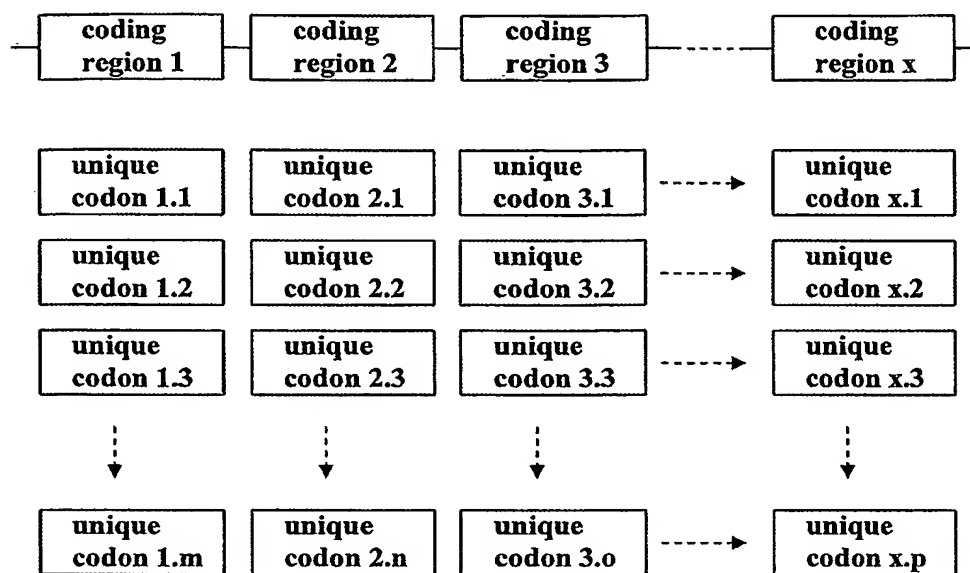 coding
region 1
coding
region 2
coding
region 3
coding
region x
unique
codon 1.1
unique
codon 2.1
unique
codon 3.1
unique
codon x.1
unique
codon 1.2
unique
codon 2.2
unique
codon 3.2
unique
codon x.2
unique
codon 1.3
unique
codon 2.3
unique
codon 3.3
unique
codon x.3
unique
codon 1.m
unique
codon 2.n
unique
codon 3.o
unique
codon x.p